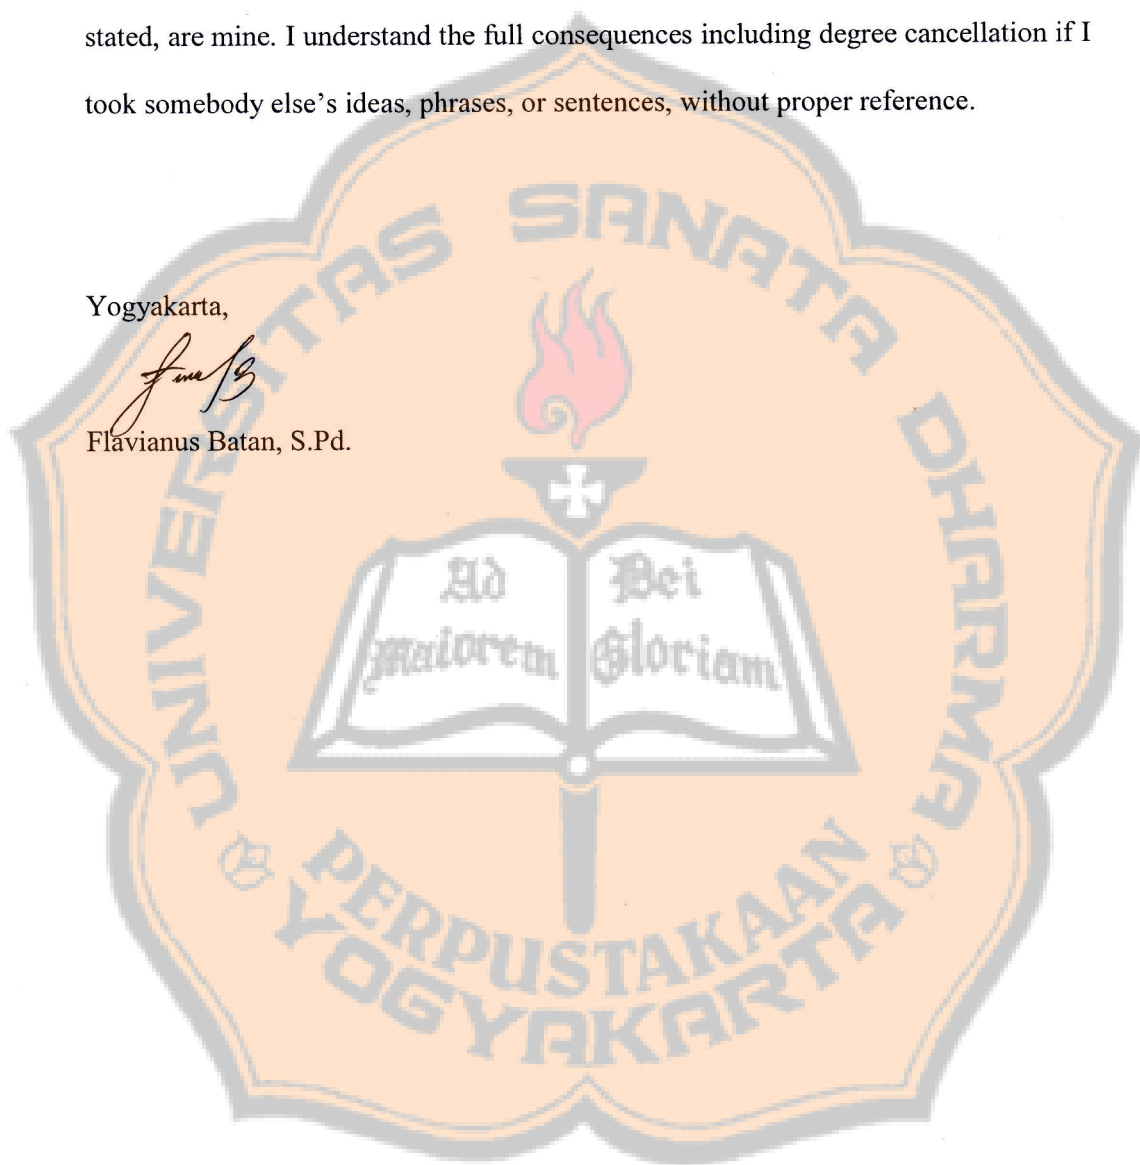 stated, are mine. I understand the full consequences including degree cancellation if I
took somebody else's ideas, phrases, or sentences, without proper reference.
Yogyakarta,
Flavianus Batan, S.Pd.
UNIVERSITAS SANATA DHARMA
Ad
Maiorem
Dei
Gloriam
PERPUSTAKAAN
YOGYAKARTA